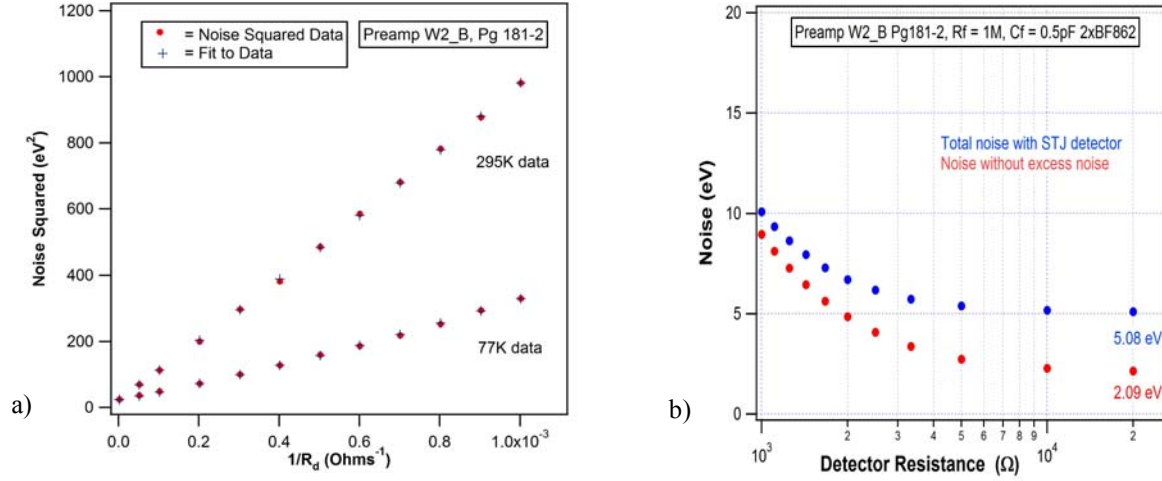 1200
1000
800
600
400
200
0
Noise Squared (eV²)
= Noise Squared Data
= Fit to Data
Preamp W2_B, Pg 181-2
295K data
77K data
0.0 0.2 0.4 0.6 0.8 1.0x10⁻³
1/Rd (Ohms⁻¹)
a)
20
15
10
5
0
Noise (eV)
Preamp W2_B Pg181-2, Rf = 1M, Cf = 0.5pF 2xBF862
Total noise with STJ detector
Noise without excess noise
5.08 eV
2.09 eV
10³ 2 3 4 5 6 7 8 9 10⁴ 2
Detector Resistance (Ω)
b)